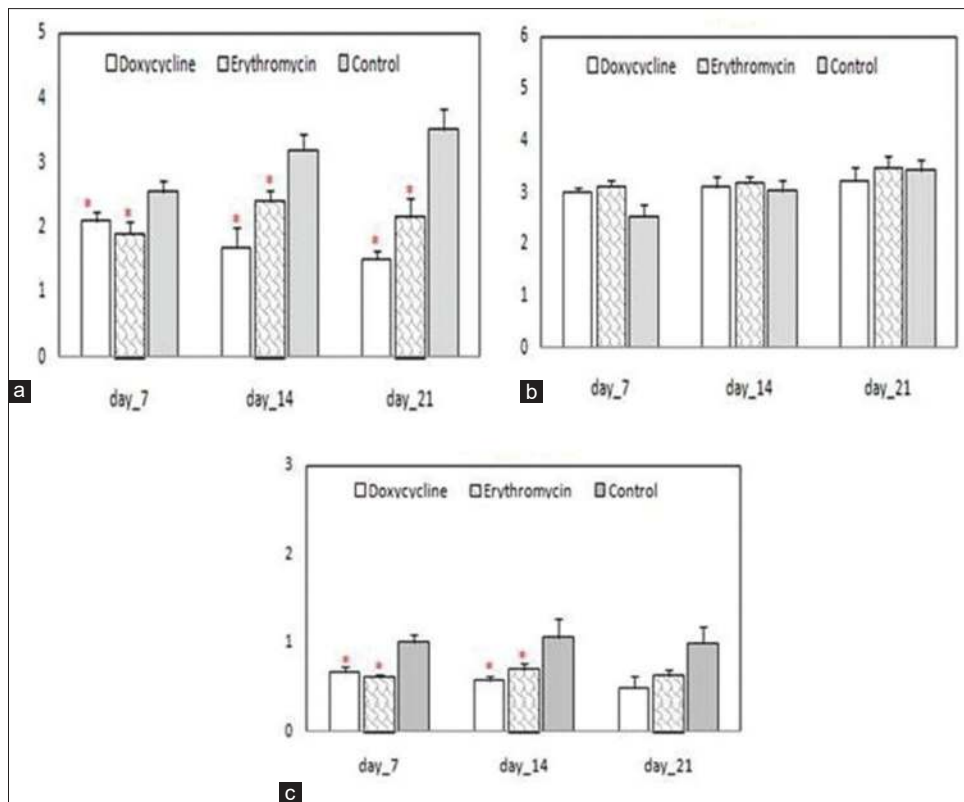 5
4
3
2
1
0
Doxycycline Erythromycin Control
* * * * * *
day_7 day_14 day_21
a
6
5
4
3
2
1
0
Doxycycline Erythromycin Control
day_7 day_14 day_21
b
3
2
1
0
Doxycycline Erythromycin Control
* * * *
day_7 day_14 day_21
c